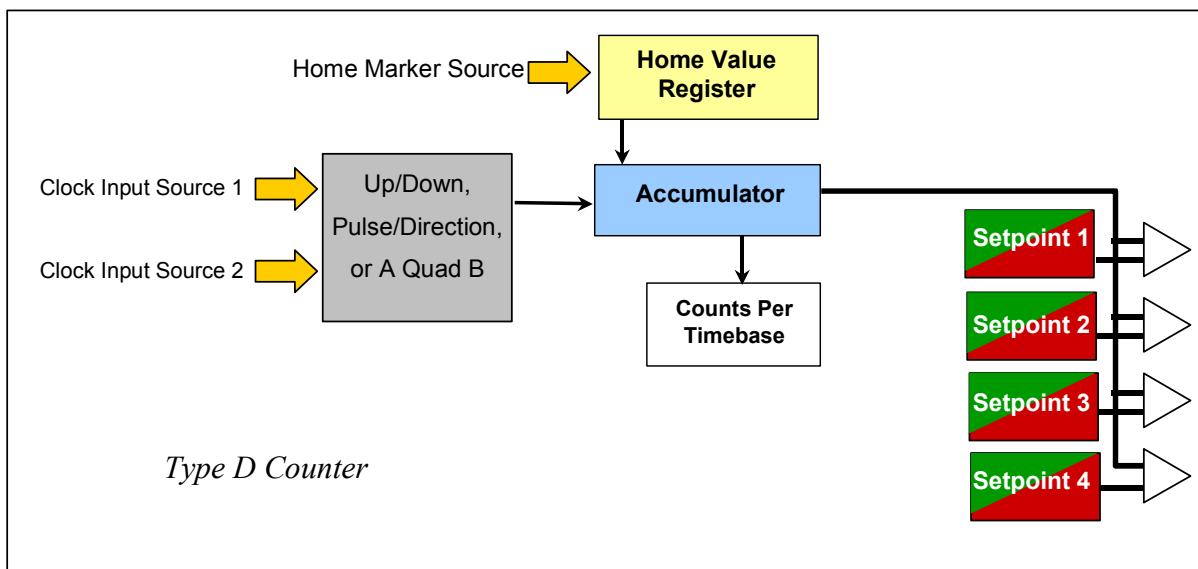 Home Marker Source
Home Value
Register
Clock Input Source 1
Clock Input Source 2
Up/Down,
Pulse/Direction,
or A Quad B
Accumulator
Counts Per
Timebase
Setpoint 1
Setpoint 2
Setpoint 3
Setpoint 4
Type D Counter